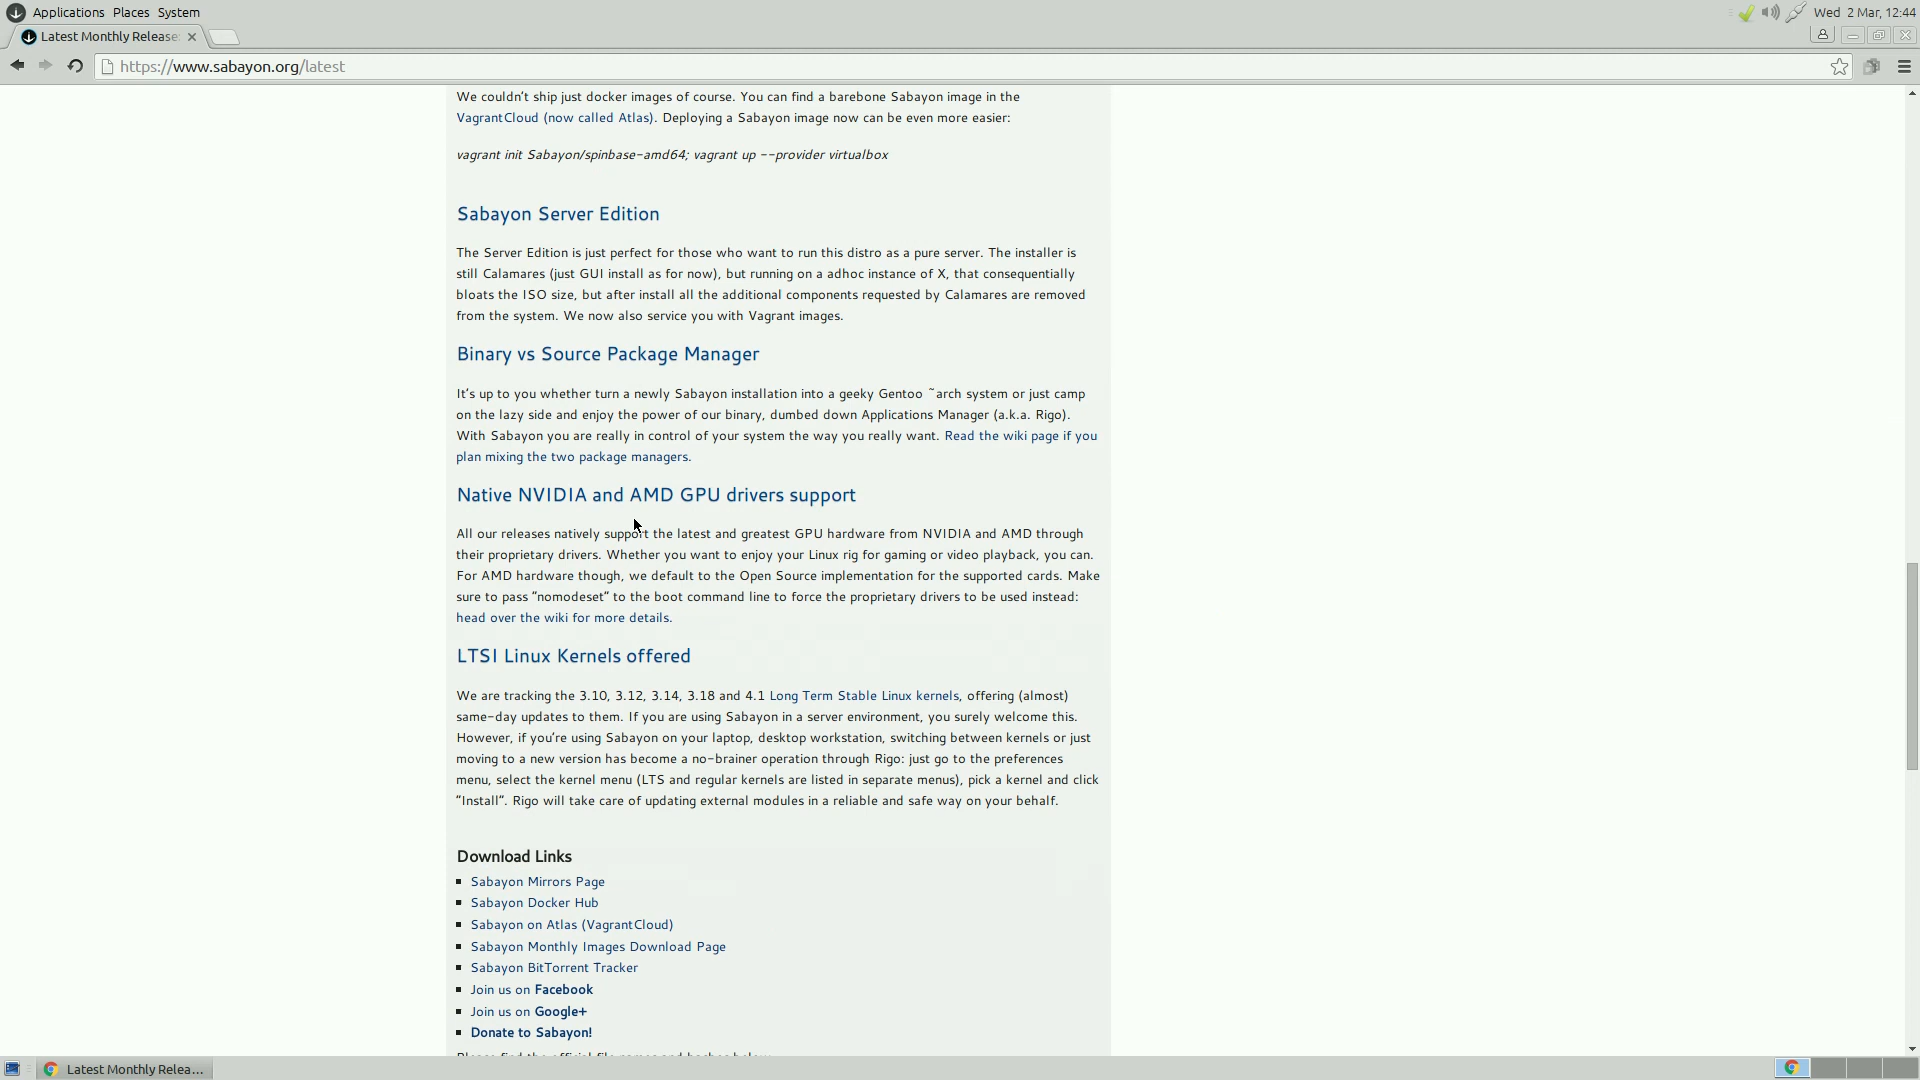 Applications Places System
Wed 2 Mar, 12:44
Latest Monthly Release
https://www.sabayon.org/latest
We couldn't ship just docker images of course. You can find a barebone Sabayon image in the
VagrantCloud (now called Atlas). Deploying a Sabayon image now can be even more easier:
vagrant init Sabayon/spinbase-amd64; vagrant up --provider virtualbox
Sabayon Server Edition
The Server Edition is just perfect for those who want to run this distro as a pure server. The installer is
still Calamares (just GUI install as for now), but running on a adhoc instance of X, that consequentially
bloats the ISO size, but after install all the additional components requested by Calamares are removed
from the system. We now also service you with Vagrant images.
Binary vs Source Package Manager
It's up to you whether turn a newly Sabayon installation into a geeky Gentoo ~arch system or just camp
on the lazy side and enjoy the power of our binary, dumbed down Applications Manager (a.k.a. Rigo).
With Sabayon you are really in control of your system the way you really want. Read the wiki page if you
plan mixing the two package managers.
Native NVIDIA and AMD GPU drivers support
All our releases natively support the latest and greatest GPU hardware from NVIDIA and AMD through
their proprietary drivers. Whether you want to enjoy your Linux rig for gaming or video playback, you can.
For AMD hardware though, we default to the Open Source implementation for the supported cards. Make
sure to pass "nomodeset" to the boot command line to force the proprietary drivers to be used instead:
head over the wiki for more details.
LTSI Linux Kernels offered
We are tracking the 3.10, 3.12, 3.14, 3.18 and 4.1 Long Term Stable Linux kernels, offering (almost)
same-day updates to them. If you are using Sabayon in a server environment, you surely welcome this.
However, if you're using Sabayon on your laptop, desktop workstation, switching between kernels or just
moving to a new version has become a no-brainer operation through Rigo: just go to the preferences
menu, select the kernel menu (LTS and regular kernels are listed in separate menus), pick a kernel and click
"Install". Rigo will take care of updating external modules in a reliable and safe way on your behalf.
Download Links
Sabayon Mirrors Page
Sabayon Docker Hub
Sabayon on Atlas (VagrantCloud)
Sabayon Monthly Images Download Page
Sabayon BitTorrent Tracker
Join us on Facebook
Join us on Google+
Donate to Sabayon!
Please find the official file names and hashes below
Latest Monthly Relea...